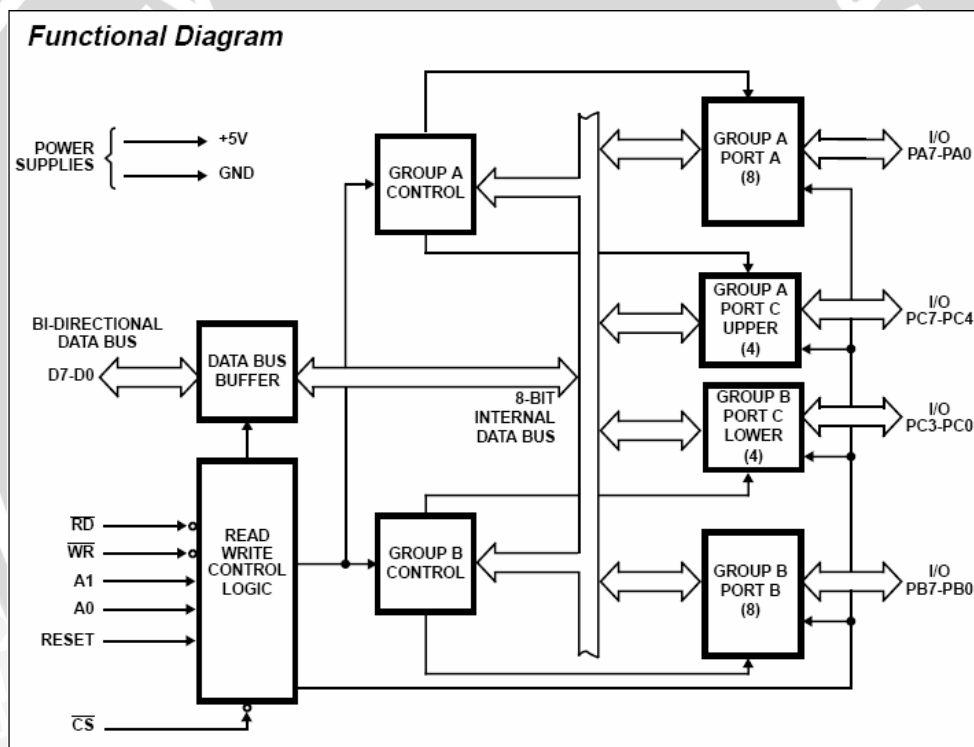 Functional Diagram
POWER
SUPPLIES
+5V
GND
GROUP A
CONTROL
GROUP A
PORT A
(8)
I/O
PA7-PA0
GROUP A
PORT C
UPPER
(4)
I/O
PC7-PC4
BI-DIRECTIONAL
DATA BUS
D7-D0
DATA BUS
BUFFER
8-BIT
INTERNAL
DATA BUS
GROUP B
PORT C
LOWER
(4)
I/O
PC3-PC0
RD
WR
A1
A0
RESET
CS
READ
WRITE
CONTROL
LOGIC
GROUP B
CONTROL
GROUP B
PORT B
(8)
I/O
PB7-PB0